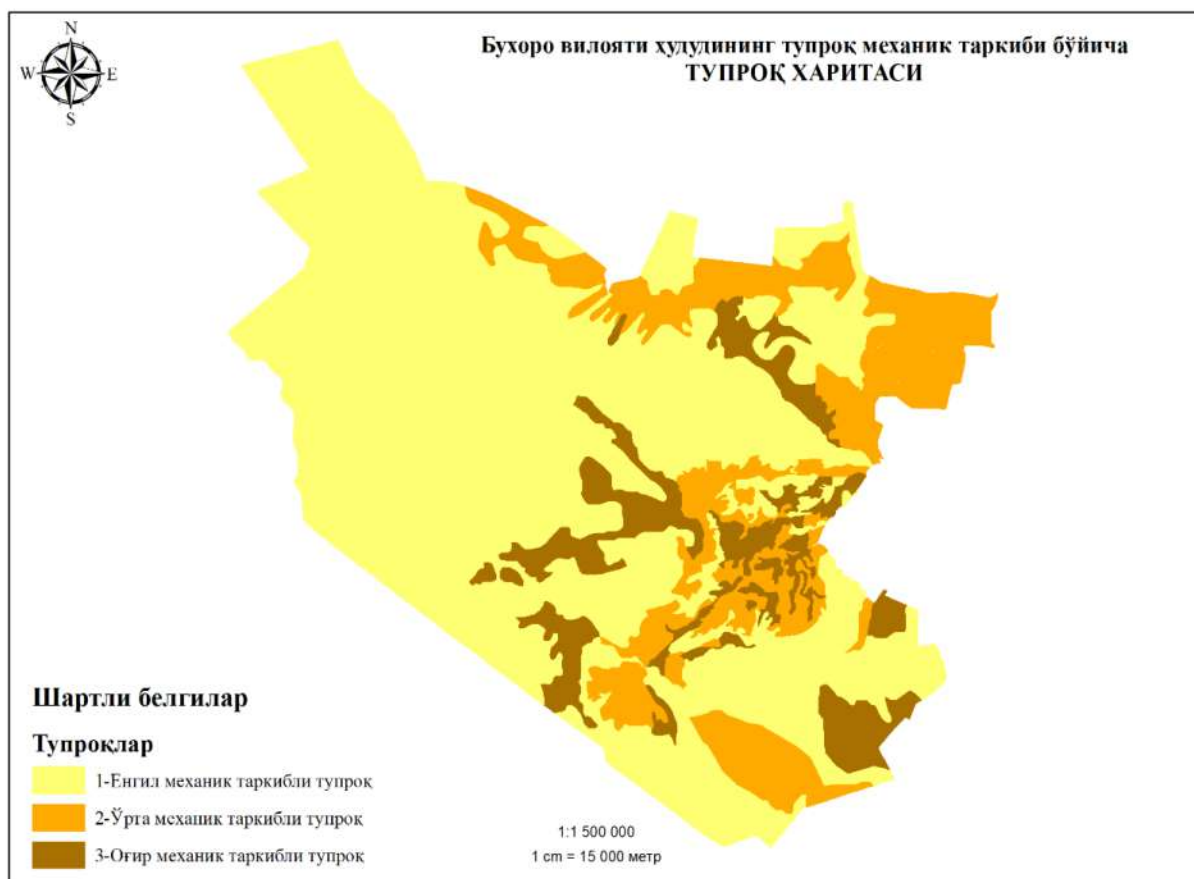 N
W E
S
Бухоро вилояти ҳудудининг тупроқ механик таркиби бўйича
ТУПРОҚ ХАРИТАСИ
Шартли белгилар
Тупроқлар
1-Енгил механик таркибли тупроқ
2-Ўрта механик таркибли тупроқ
3-Оғир механик таркибли тупроқ
1:1 500 000
1 cm = 15 000 метр